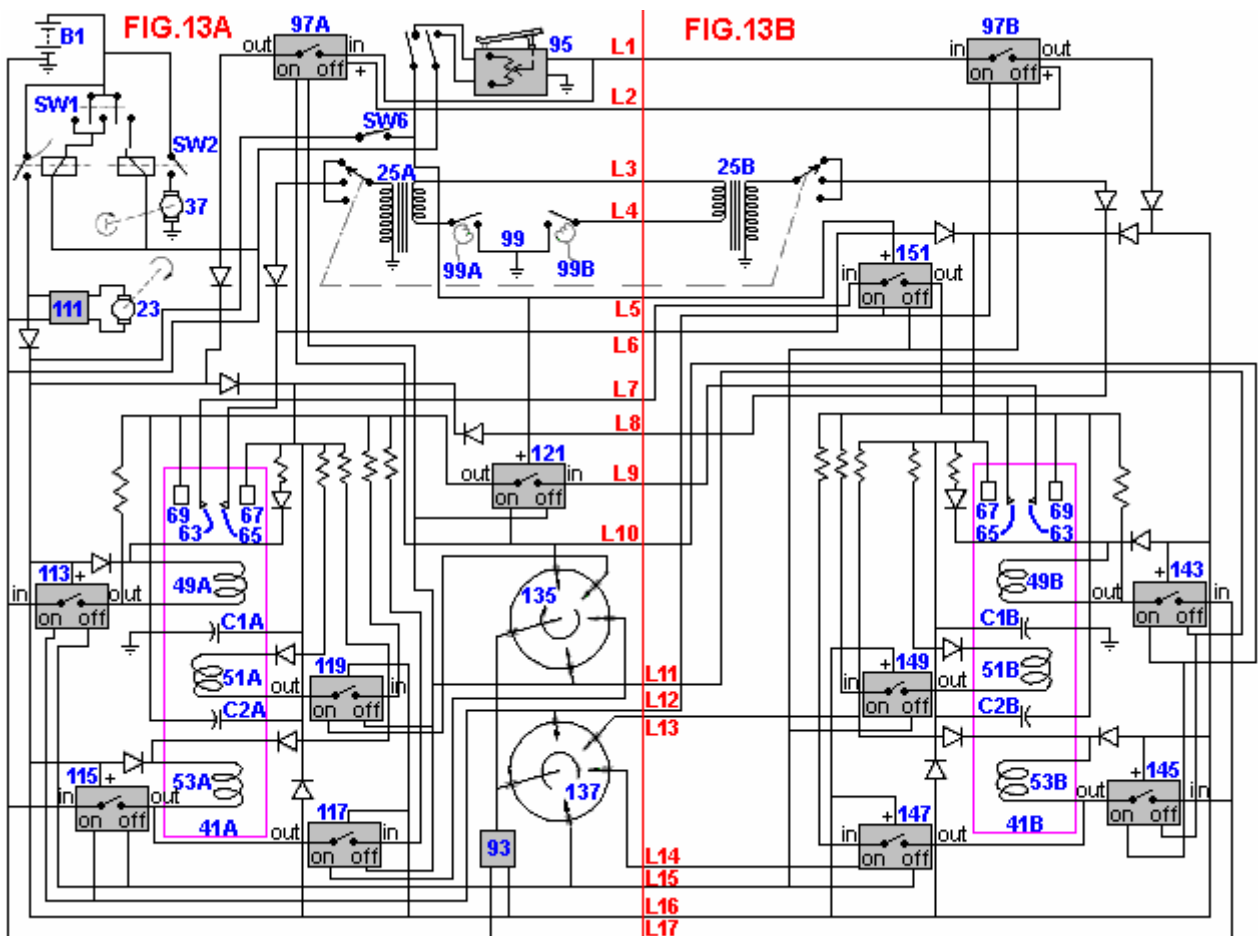 FIG.13A
FIG.13B
B1
97A
out
in
on off
+
95
L1
97B
in
out
on off
+
L2
SW1
SW6
SW2
25A
L3
25B
37
L4
99
99A
99B
+
151
in
out
on off
111
23
L5
L6
L7
L8
+
121
out
in
on off
L9
69
67
63
65
67
69
65
63
L10
113
+
in
out
on off
49A
135
49B
+
143
in
out
on off
C1A
C1B
51A
119
out
in
on off
L11
+
149
in
out
on off
51B
L12
C2A
L13
C2B
115
+
in
out
on off
53A
137
53B
+
145
out
in
on off
117
out
in
on off
+
147
in
out
on off
41A
93
41B
L14
L15
L16
L17